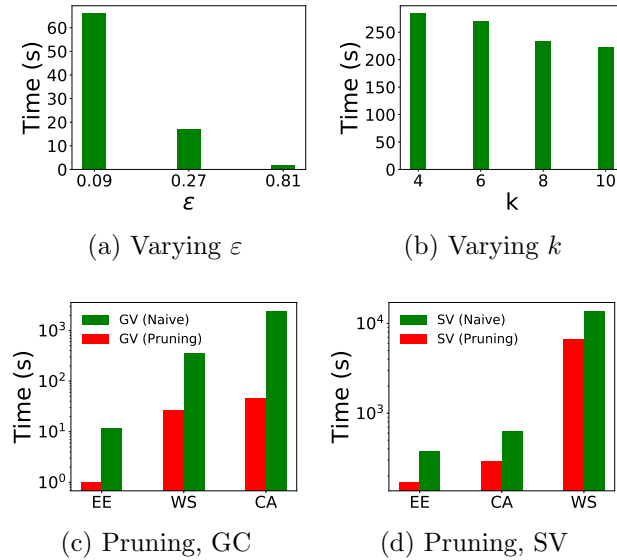 Time (s)
60
50
40
30
20
10
0
0.09 0.27 0.81
ε
(a) Varying ε
Time (s)
250
200
150
100
50
0
4 6 8 10
k
(b) Varying k
Time (s)
10³
10²
10¹
10⁰
GV (Naive)
GV (Pruning)
EE WS CA
(c) Pruning, GC
Time (s)
10⁴
10³
SV (Naive)
SV (Pruning)
EE CA WS
(d) Pruning, SV